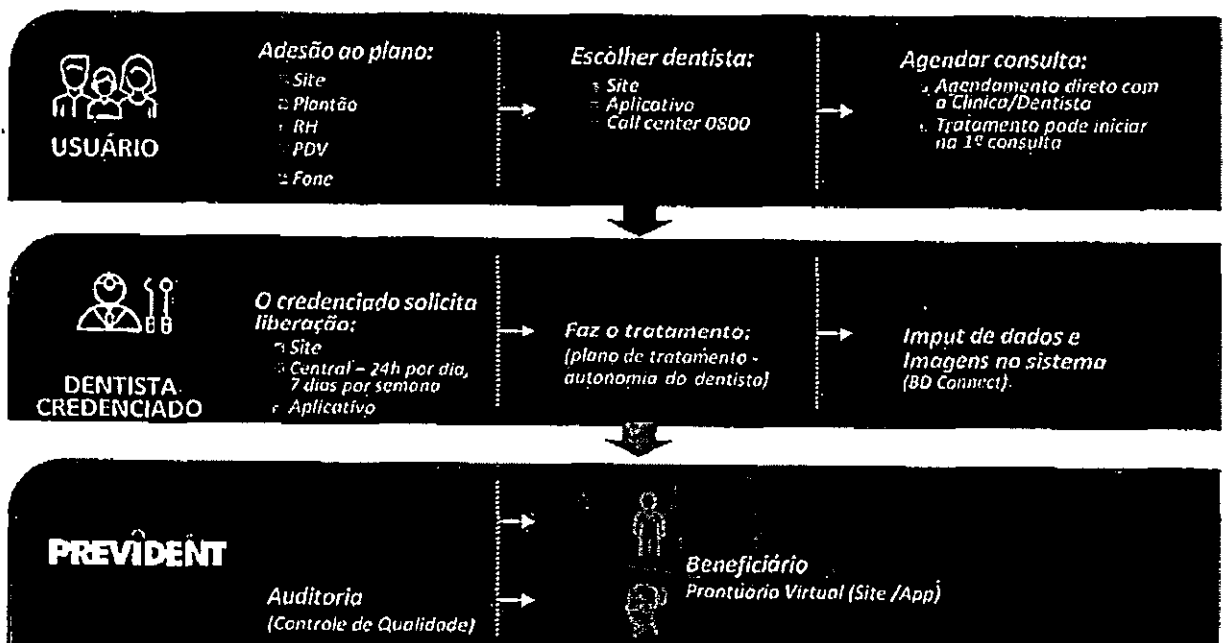 USUÁRIO
Adesão ao plano:
Site
Plantão
RH
PDV
Fone
Escolher dentista:
Site
Aplicativo
Call center 0800
Agendar consulta:
Agendamento direto com
a Clínica/Dentista
Tratamento pode iniciar
na 1º consulta
DENTISTA
CREDENCIADO
O credenciado solicita
liberação:
Site
Central – 24h por dia,
7 dias por semana
Aplicativo
Faz o tratamento:
(plano de tratamento -
autonomia do dentista)
Imput de dados e
Imagens no sistema
(BD Connect).
PREVÎDENT
Auditoria
(Controle de Qualidade)
Beneficiário
Prontuário Virtual (Site /App)